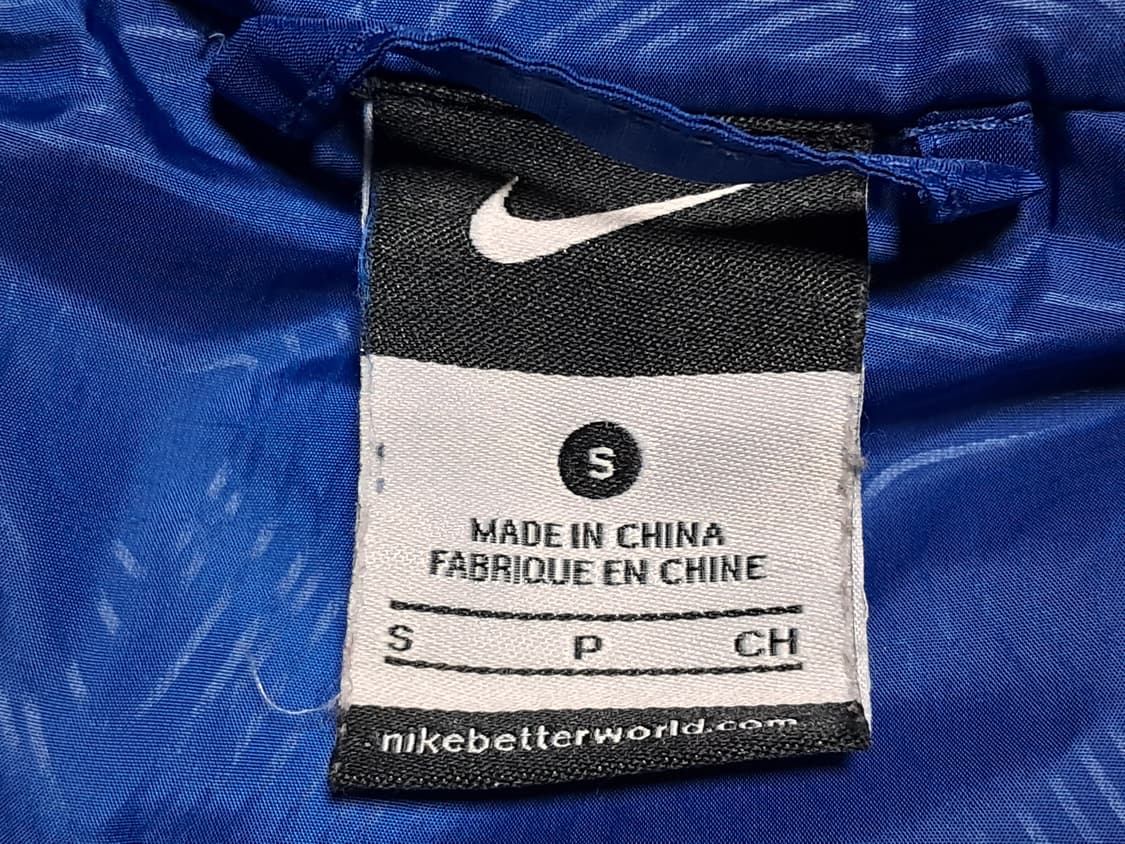 S
MADE IN CHINA
FABRIQUE EN CHINE
S P CH
nikebetterworld.com